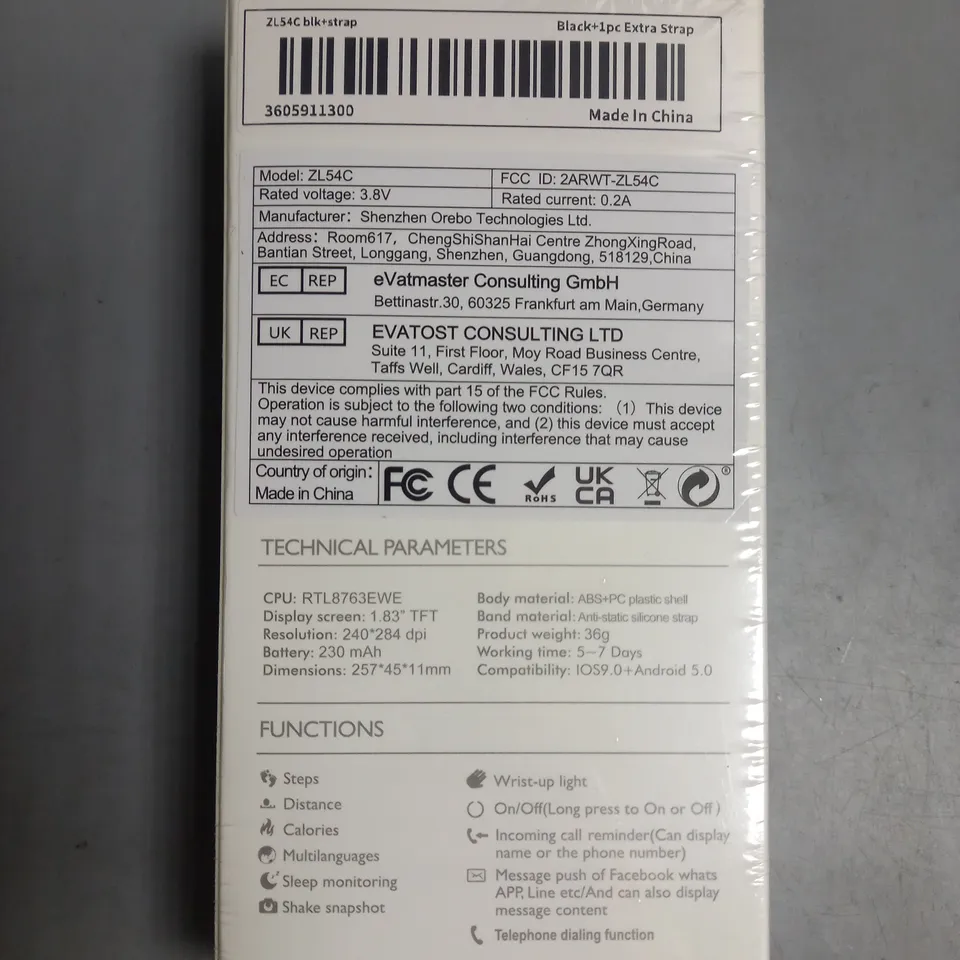 ZL54C blk+strap
Black+1pc Extra Strap
3605911300
Made In China
Model: ZL54C
FCC ID: 2ARWT-ZL54C
Rated voltage: 3.8V
Rated current: 0.2A
Manufacturer: Shenzhen Orebo Technologies Ltd.
Address: Room617, ChengShiShanHai Centre ZhongXingRoad,
Bantian Street, Longgang, Shenzhen, Guangdong, 518129,China
EC REP
eVatmaster Consulting GmbH
Bettinastr.30, 60325 Frankfurt am Main,Germany
UK REP
EVATOST CONSULTING LTD
Suite 11, First Floor, Moy Road Business Centre,
Taffs Well, Cardiff, Wales, CF15 7QR
This device complies with part 15 of the FCC Rules.
Operation is subject to the following two conditions: (1) This device
may not cause harmful interference, and (2) this device must accept
any interference received, including interference that may cause
undesired operation
Country of origin:
Made in China
FC CE RoHS UK CA ®
TECHNICAL PARAMETERS
CPU: RTL8763EWE
Display screen: 1.83” TFT
Resolution: 240*284 dpi
Battery: 230 mAh
Dimensions: 257*45*11mm
Body material: ABS+PC plastic shell
Band material: Anti-static silicone strap
Product weight: 36g
Working time: 5-7 Days
Compatibility: IOS9.0+Android 5.0
FUNCTIONS
Steps
Distance
Calories
Multilanguages
Sleep monitoring
Shake snapshot
Wrist-up light
On/Off(Long press to On or Off )
Incoming call reminder(Can display
name or the phone number)
Message push of Facebook whats
APP, Line etc/And can also display
message content
Telephone dialing function